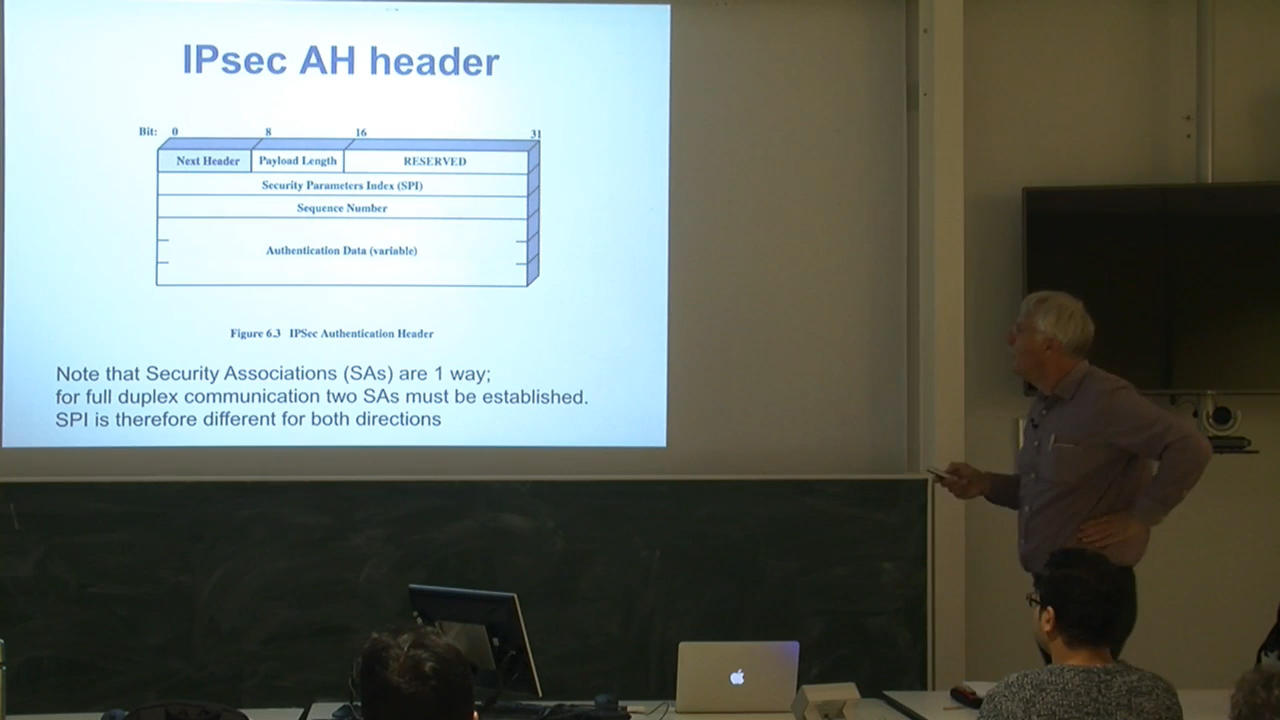 IPsec AH header
Bit: 0 8 16 31
Next Header Payload Length RESERVED
Security Parameters Index (SPI)
Sequence Number
Authentication Data (variable)
Figure 6.3 IPSec Authentication Header
Note that Security Associations (SAs) are 1 way;
for full duplex communication two SAs must be established.
SPI is therefore different for both directions